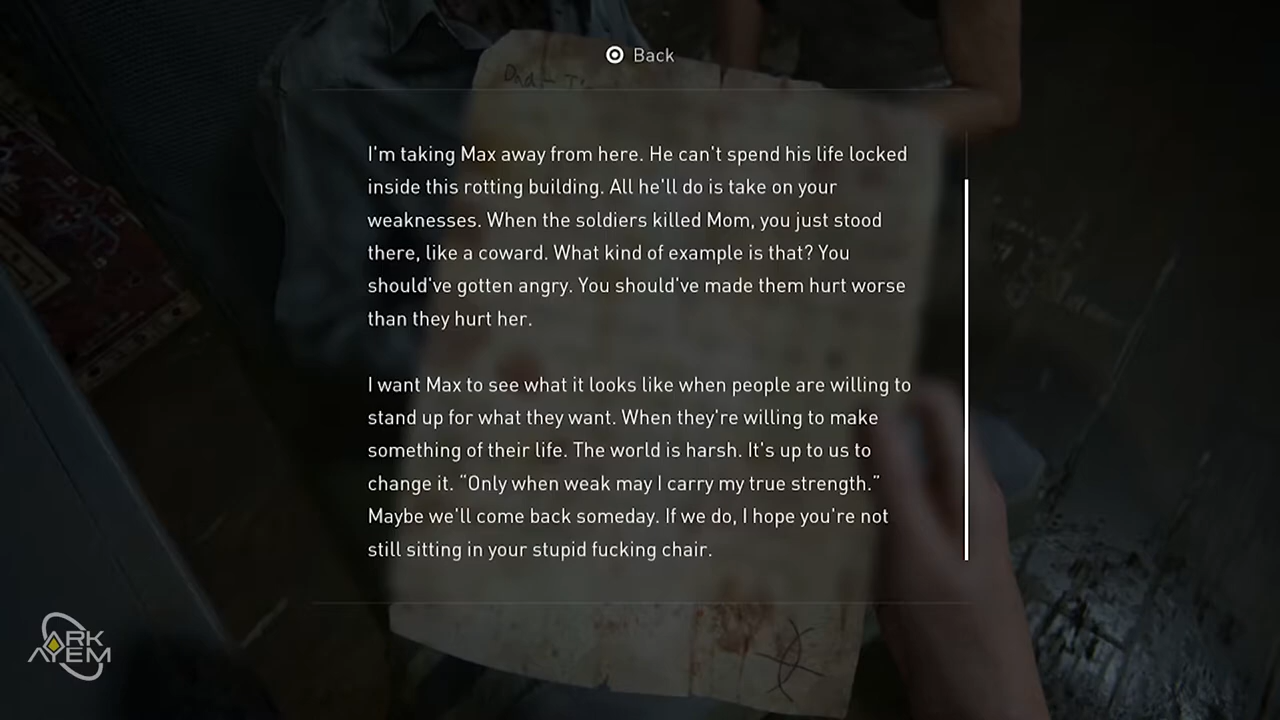 Back
Dad-
I'm taking Max away from here. He can't spend his life locked
inside this rotting building. All he'll do is take on your
weaknesses. When the soldiers killed Mom, you just stood
there, like a coward. What kind of example is that? You
should've gotten angry. You should've made them hurt worse
than they hurt her.
I want Max to see what it looks like when people are willing to
stand up for what they want. When they're willing to make
something of their life. The world is harsh. It's up to us to
change it. “Only when weak may I carry my true strength.”
Maybe we'll come back someday. If we do, I hope you're not
still sitting in your stupid fucking chair.
ARK
AYEM